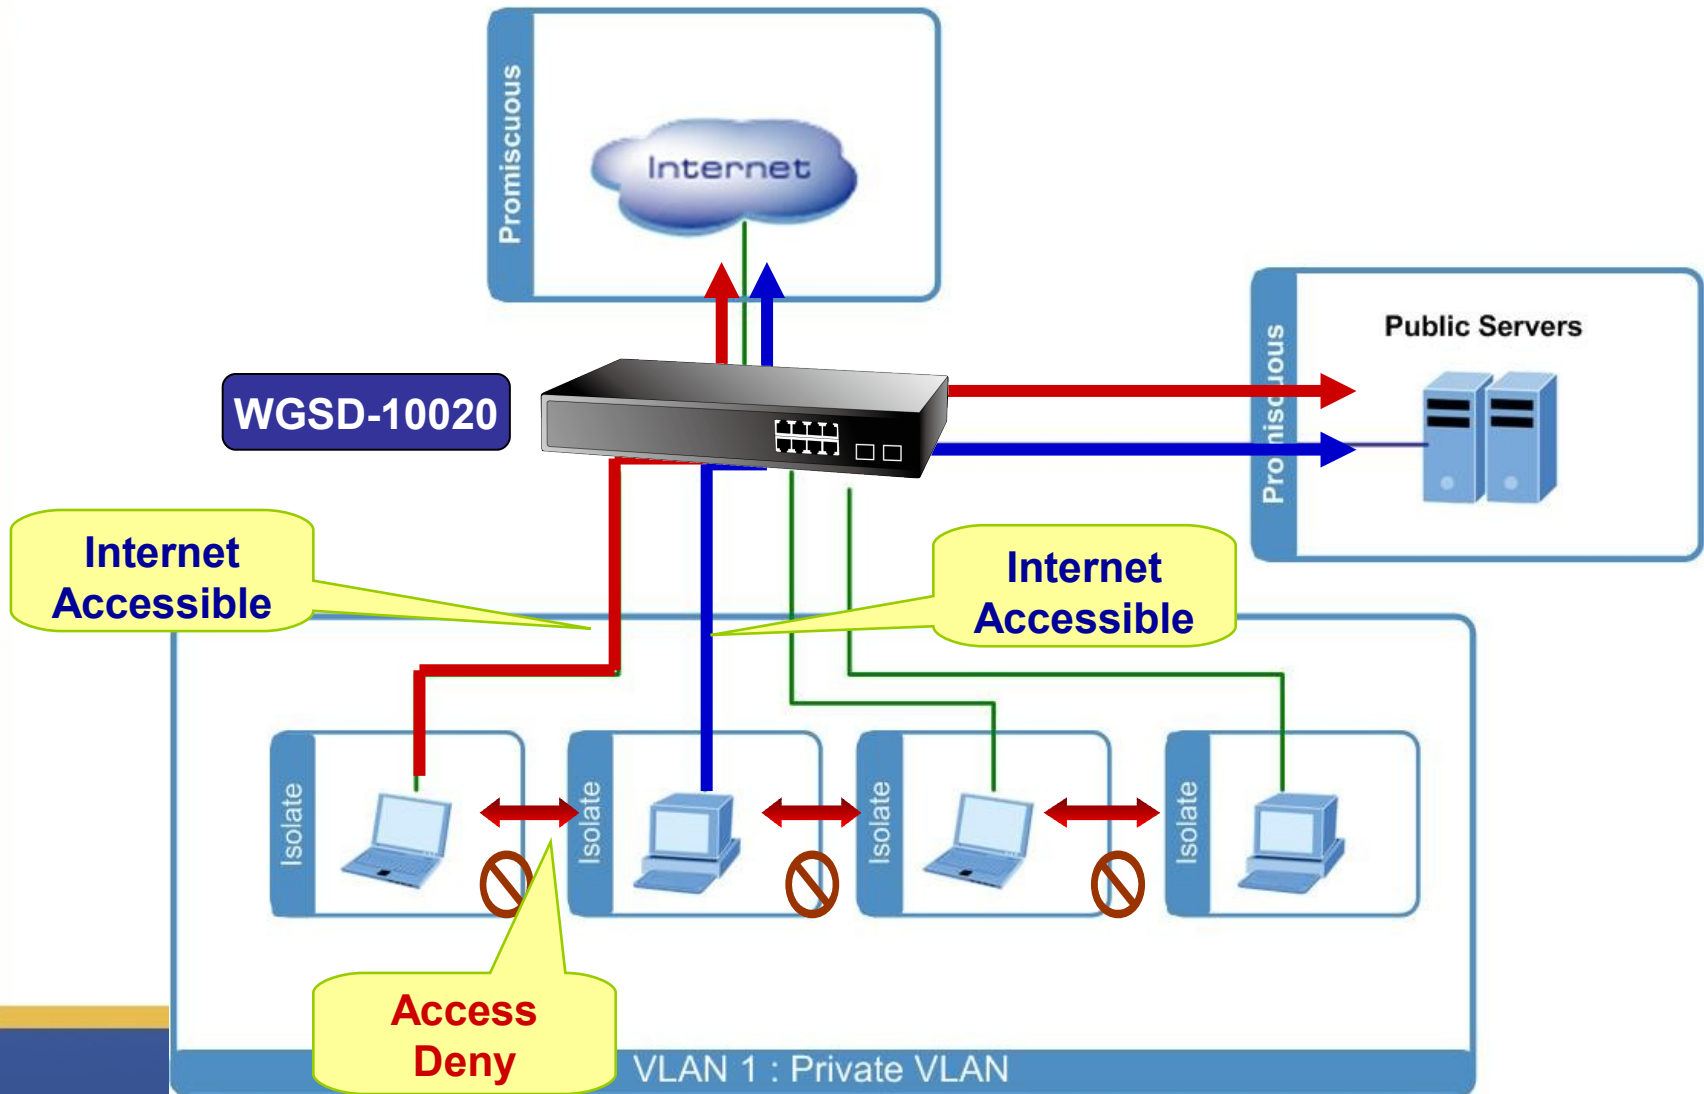 Promiscuous
Internet
Promiscuous
Public Servers
WGSD-10020
Internet
Accessible
Internet
Accessible
Isolate
Isolate
Isolate
Isolate
Access
Deny
VLAN 1 : Private VLAN